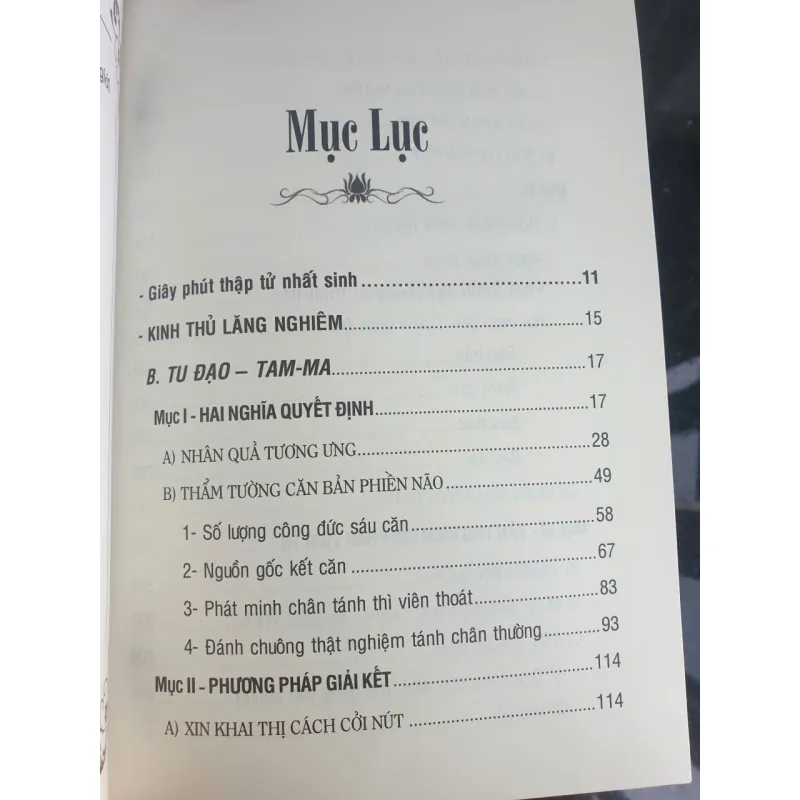 Mục Lục
- Giây phút thập tử nhất sinh....................................11
- KINH THỦ LĂNG NGHIÊM.......................................15
B. TU ĐẠO – TAM-MA..........................................17
Mục I - HAI NGHĨA QUYẾT ĐỊNH...................................17
A) NHÂN QUẢ TƯƠNG ƯNG.......................................28
B) THẨM TƯỜNG CĂN BẢN PHIỀN NÃO.........................49
1- Số lượng công đức sáu căn...............................58
2- Nguồn gốc kết căn.........................................67
3- Phát minh chân tánh thì viên thoát.....................83
4- Đánh chuông thật nghiệm tánh chân thường.........93
Mục II - PHƯƠNG PHÁP GIẢI KẾT..................................114
A) XIN KHAI THỊ CÁCH CỞI NÚT................................114